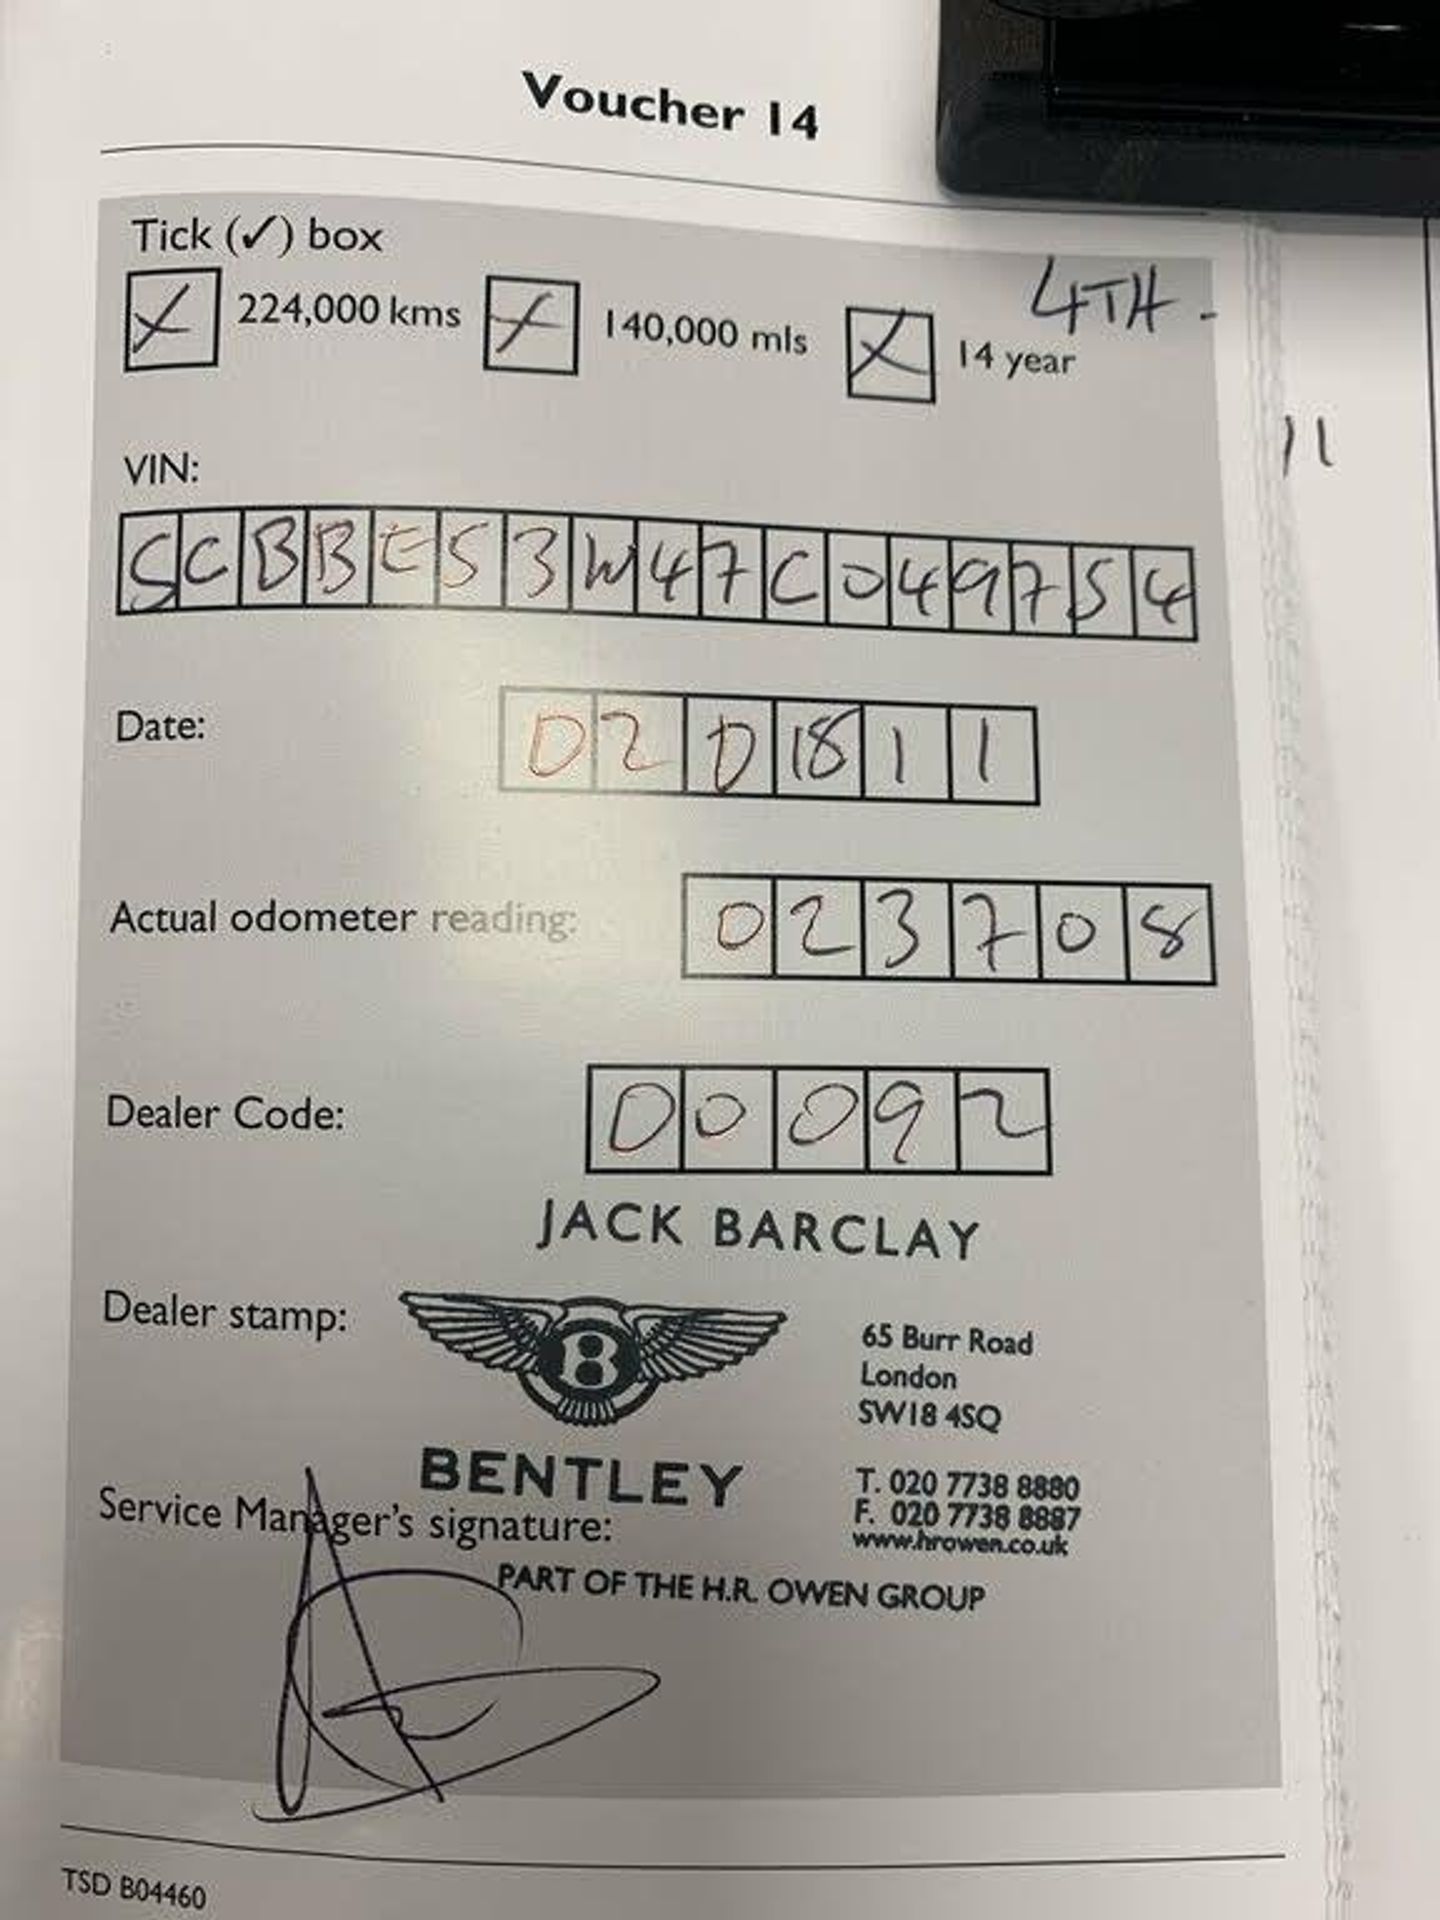 Voucher 14
Tick (✓) box
224,000 kms 140,000 mls 14 year 4TH -
11
VIN:
SCBBE53W47C049754
Date: 020811
Actual odometer reading: 023708
Dealer Code: 00092
JACK BARCLAY
Dealer stamp:
B
65 Burr Road
London
SW18 4SQ
BENTLEY
T. 020 7738 8880
F. 020 7738 8887
www.hrowen.co.uk
Service Manager's signature:
PART OF THE H.R. OWEN GROUP
TSD B04460